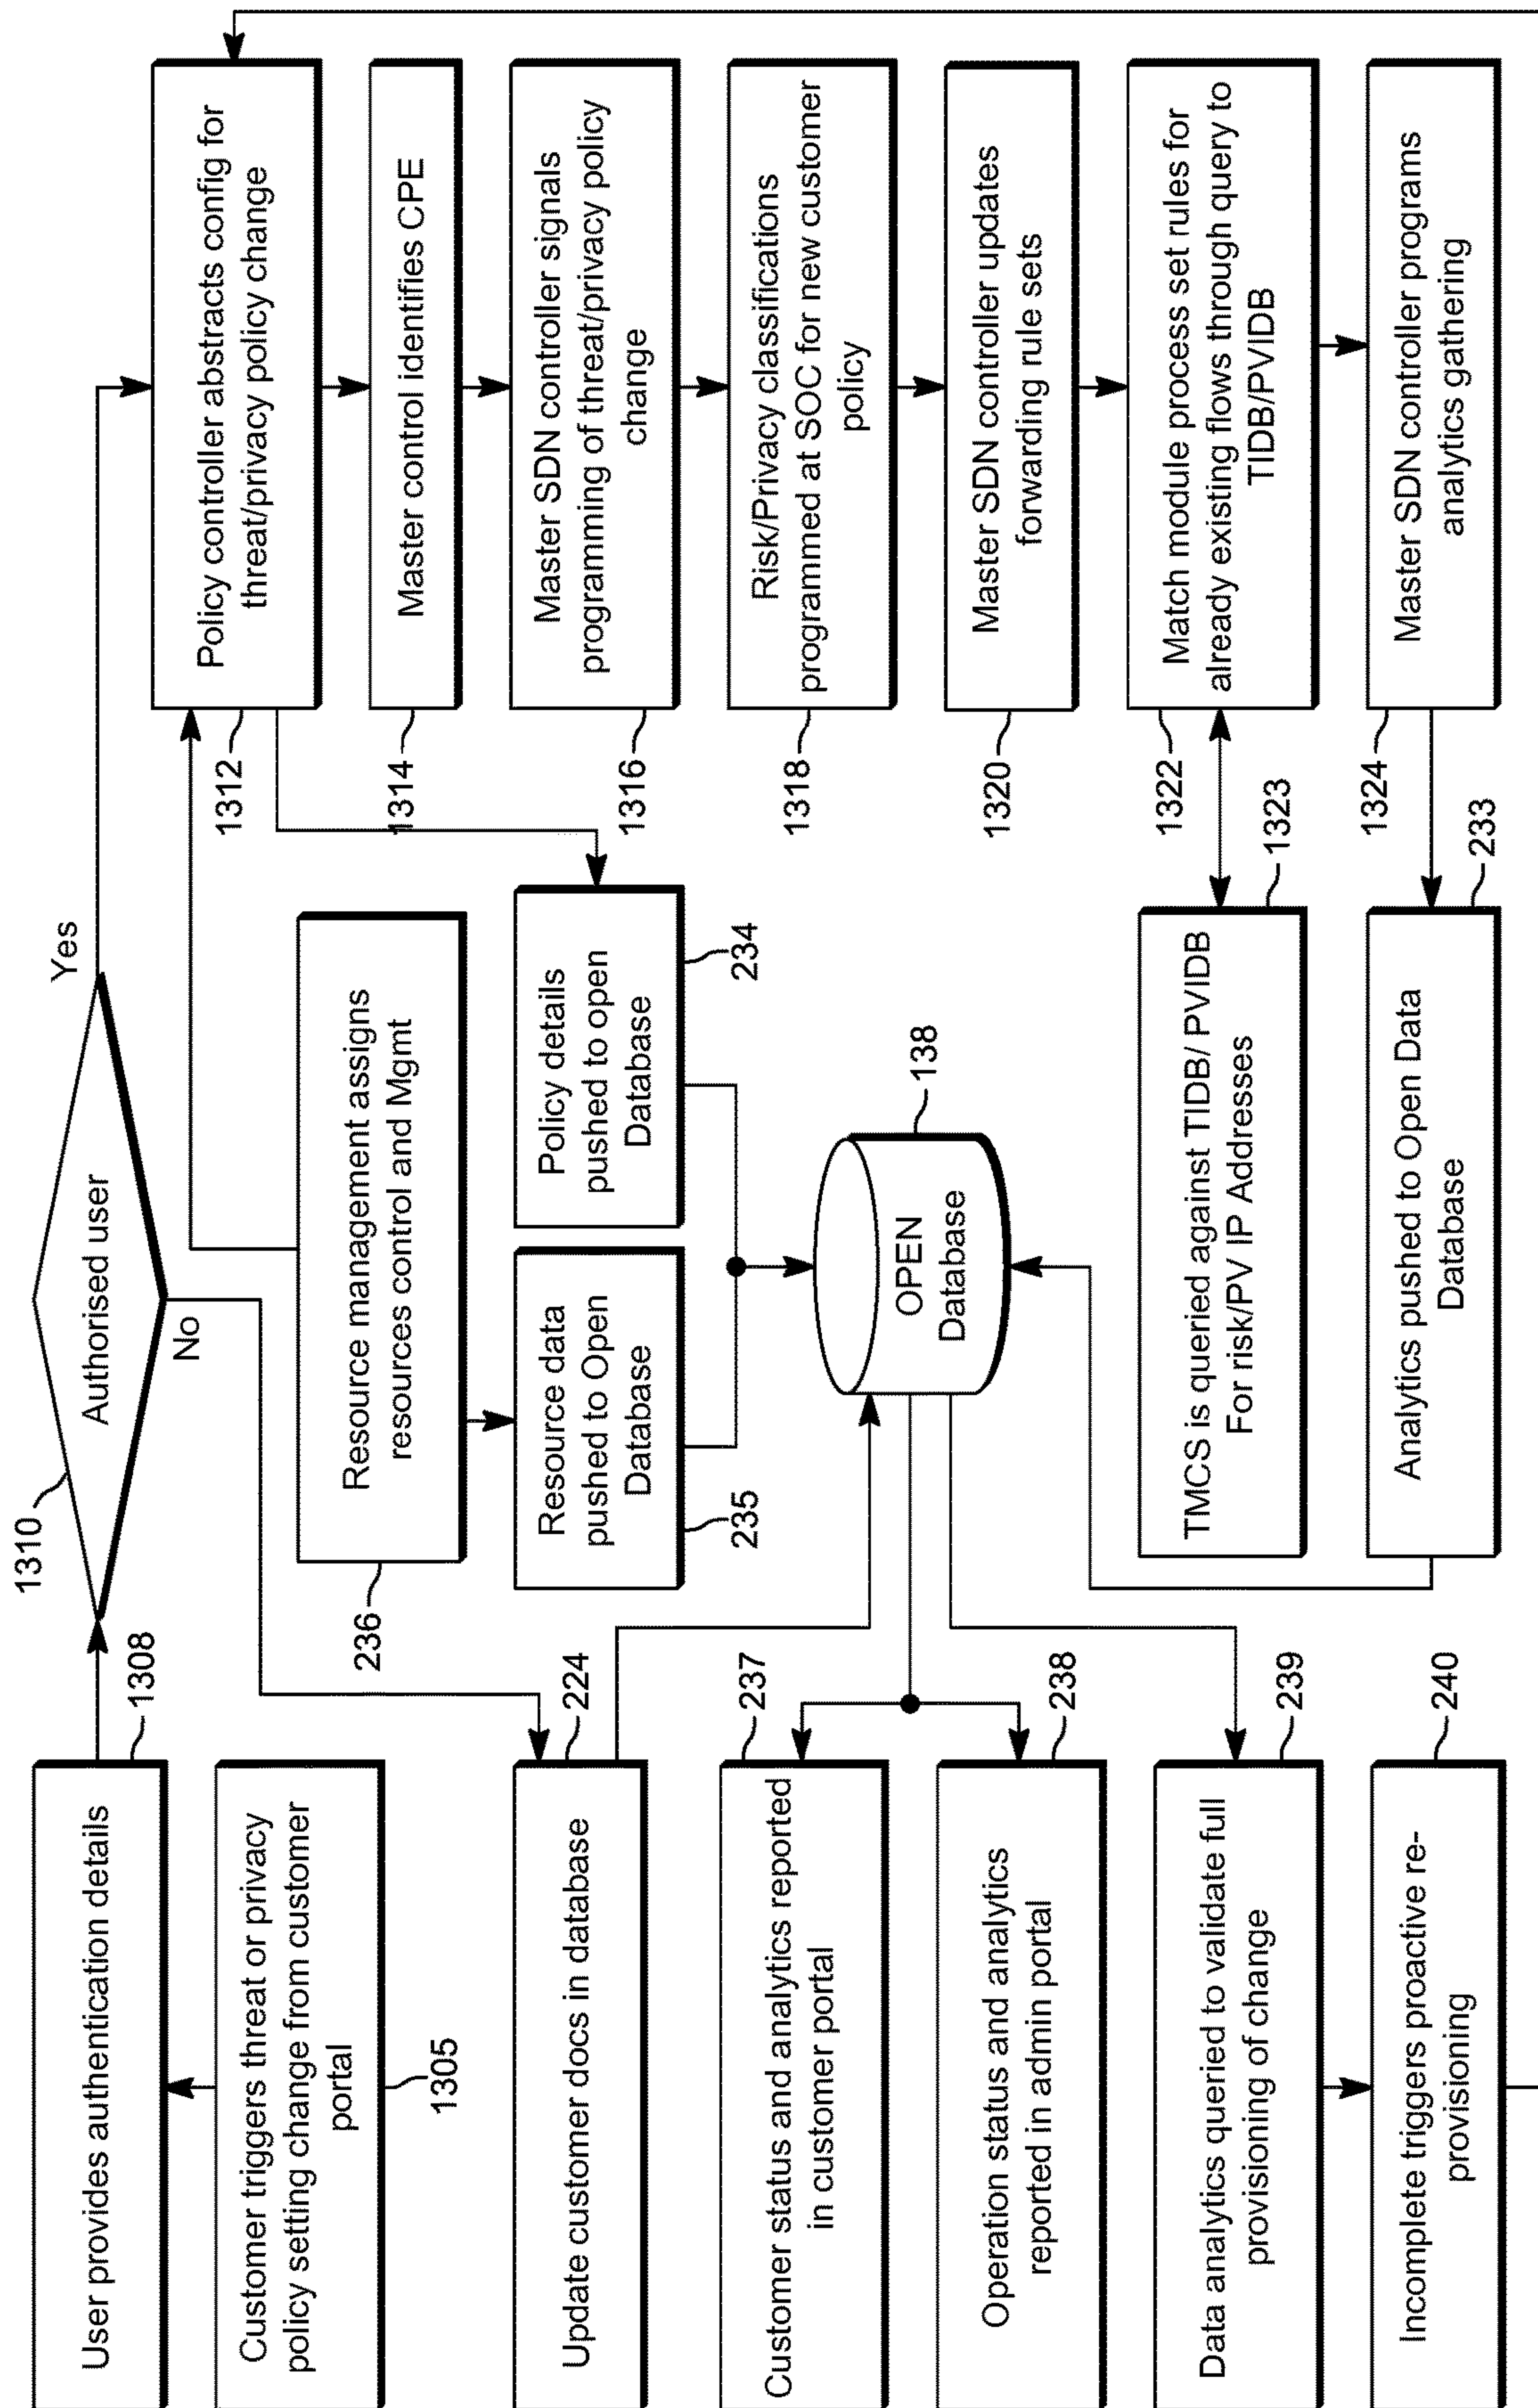 User provides authentication details
1308
Customer triggers threat or privacy
policy setting change from customer
portal
1305
Update customer docs in database
224
Customer status and analytics reported
in customer portal
237
Operation status and analytics
reported in admin portal
238
Data analytics queried to validate full
provisioning of change
239
Incomplete triggers proactive re-
provisioning
240
1310
Authorised user
Yes
No
Resource management assigns
resources control and Mgmt
236
Resource data
pushed to Open
Database
235
Policy details
pushed to open
Database
234
OPEN
Database
138
TMCS is queried against TIDB/ PVIDB
For risk/PV IP Addresses
1323
Analytics pushed to Open Data
Database
233
Policy controller abstracts config for
threat/privacy policy change
1312
Master control identifies CPE
1314
Master SDN controller signals
programming of threat/privacy policy
change
1316
Risk/Privacy classifications
programmed at SOC for new customer
policy
1318
Master SDN controller updates
forwarding rule sets
1320
Match module process set rules for
already existing flows through query to
TIDB/PVIDB
1322
Master SDN controller programs
analytics gathering
1324